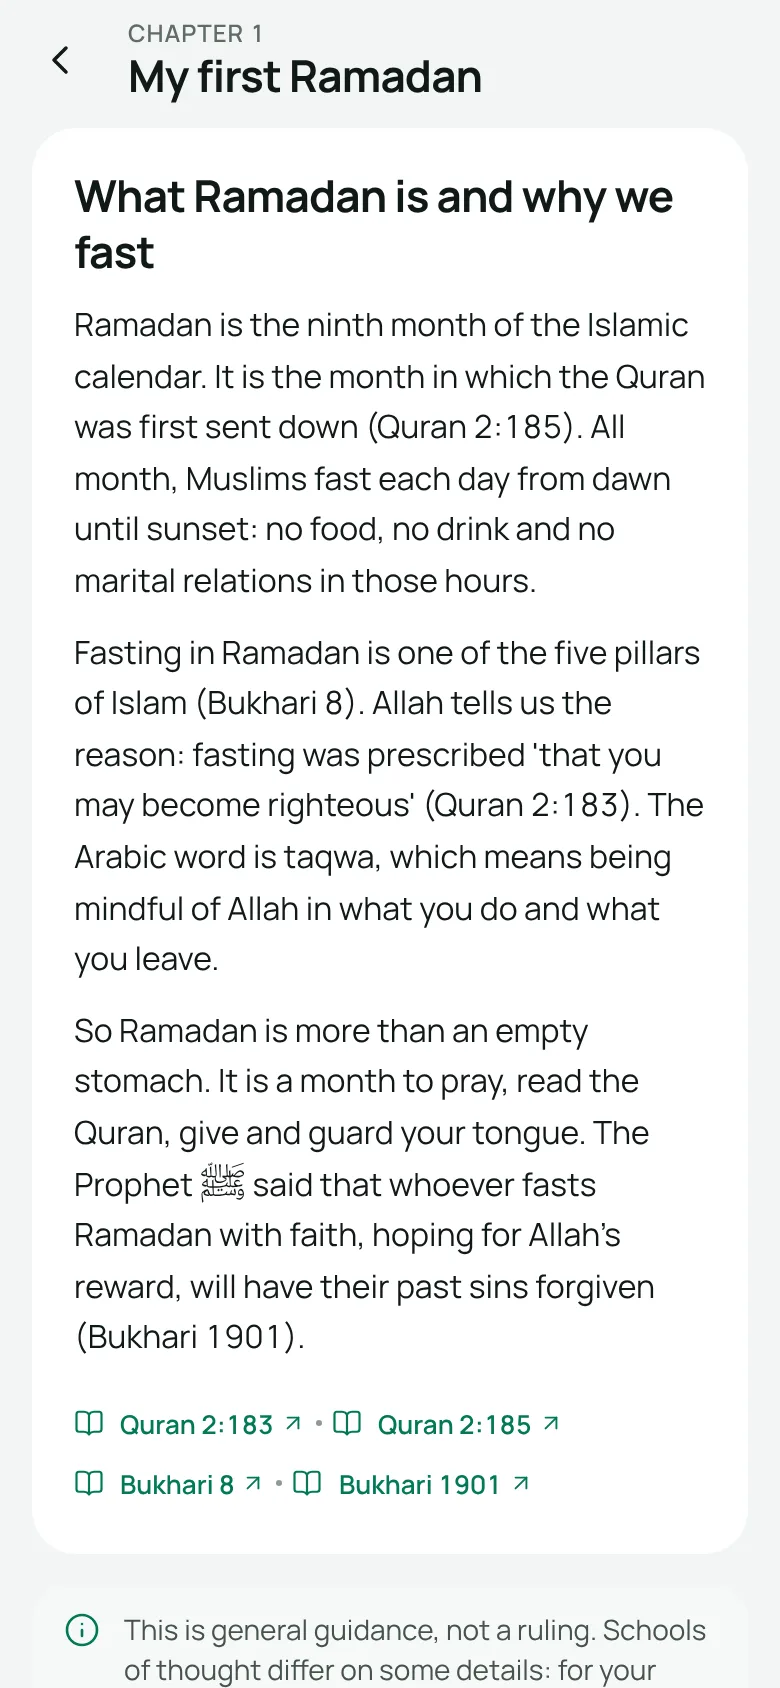 CHAPTER 1
My first Ramadan
What Ramadan is and why we
fast
Ramadan is the ninth month of the Islamic
calendar. It is the month in which the Quran
was first sent down (Quran 2:185). All
month, Muslims fast each day from dawn
until sunset: no food, no drink and no
marital relations in those hours.
Fasting in Ramadan is one of the five pillars
of Islam (Bukhari 8). Allah tells us the
reason: fasting was prescribed 'that you
may become righteous' (Quran 2:183). The
Arabic word is taqwa, which means being
mindful of Allah in what you do and what
you leave.
So Ramadan is more than an empty
stomach. It is a month to pray, read the
Quran, give and guard your tongue. The
Prophet ﷺ said that whoever fasts
Ramadan with faith, hoping for Allah’s
reward, will have their past sins forgiven
(Bukhari 1901).
Quran 2:183 ↗ • Quran 2:185 ↗
Bukhari 8 ↗ • Bukhari 1901 ↗
This is general guidance, not a ruling. Schools
of thought differ on some details: for your